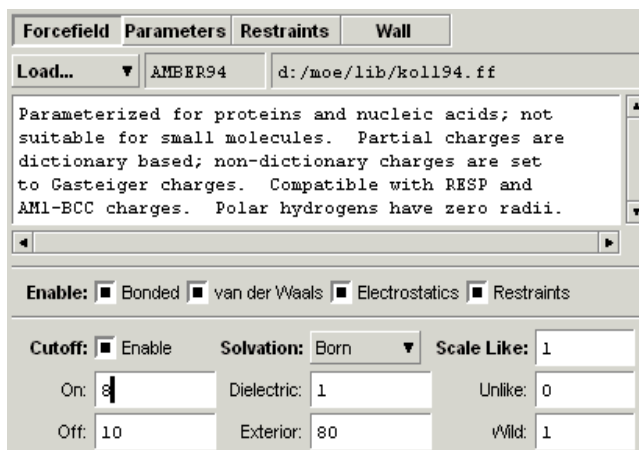 Forcefield Parameters Restraints Wall
Load... AMBER94 d:/moe/lib/koll94.ff
Parameterized for proteins and nucleic acids; not
suitable for small molecules. Partial charges are
dictionary based; non-dictionary charges are set
to Gasteiger charges. Compatible with RESP and
AM1-BCC charges. Polar hydrogens have zero radii.
Enable: Bonded van der Waals Electrostatics Restraints
Cutoff: Enable Solvation: Born Scale Like: 1
On: 8 Dielectric: 1 Unlike: 0
Off: 10 Exterior: 80 Wild: 1